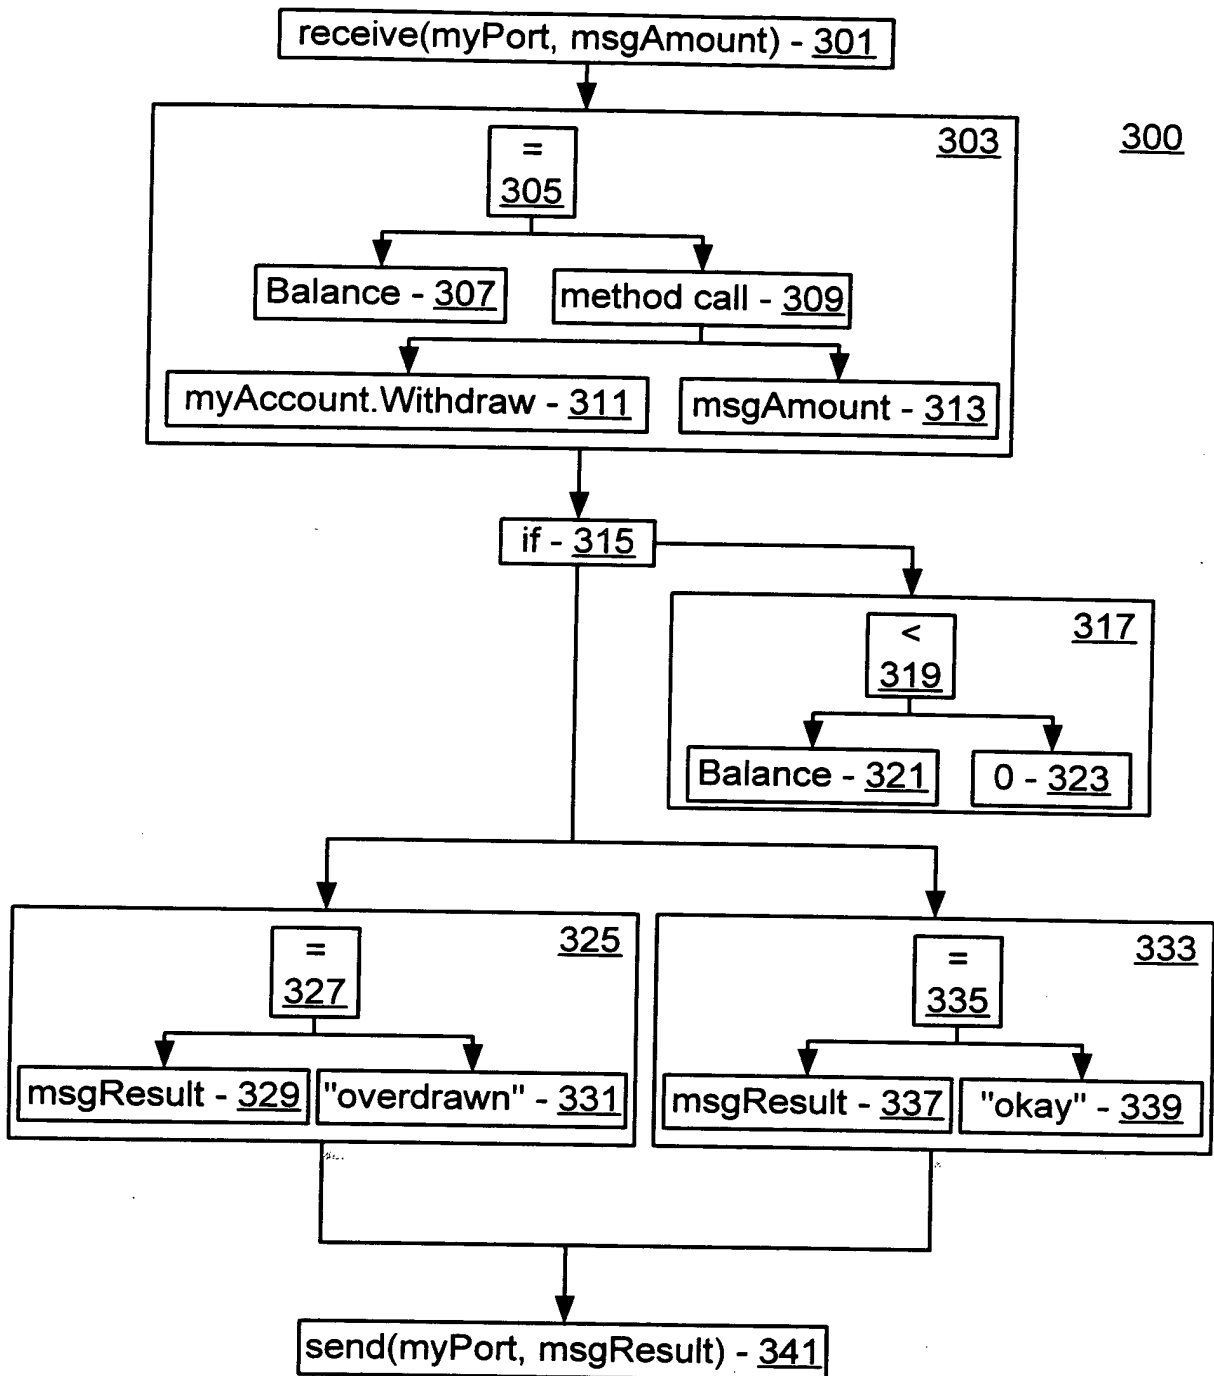 receive(myPort, msgAmount) - 301
300
303
=
305
Balance - 307
method call - 309
myAccount.Withdraw - 311
msgAmount - 313
if - 315
317
<
319
Balance - 321
0 - 323
325
=
327
msgResult - 329
"overdrawn" - 331
333
=
335
msgResult - 337
"okay" - 339
send(myPort, msgResult) - 341